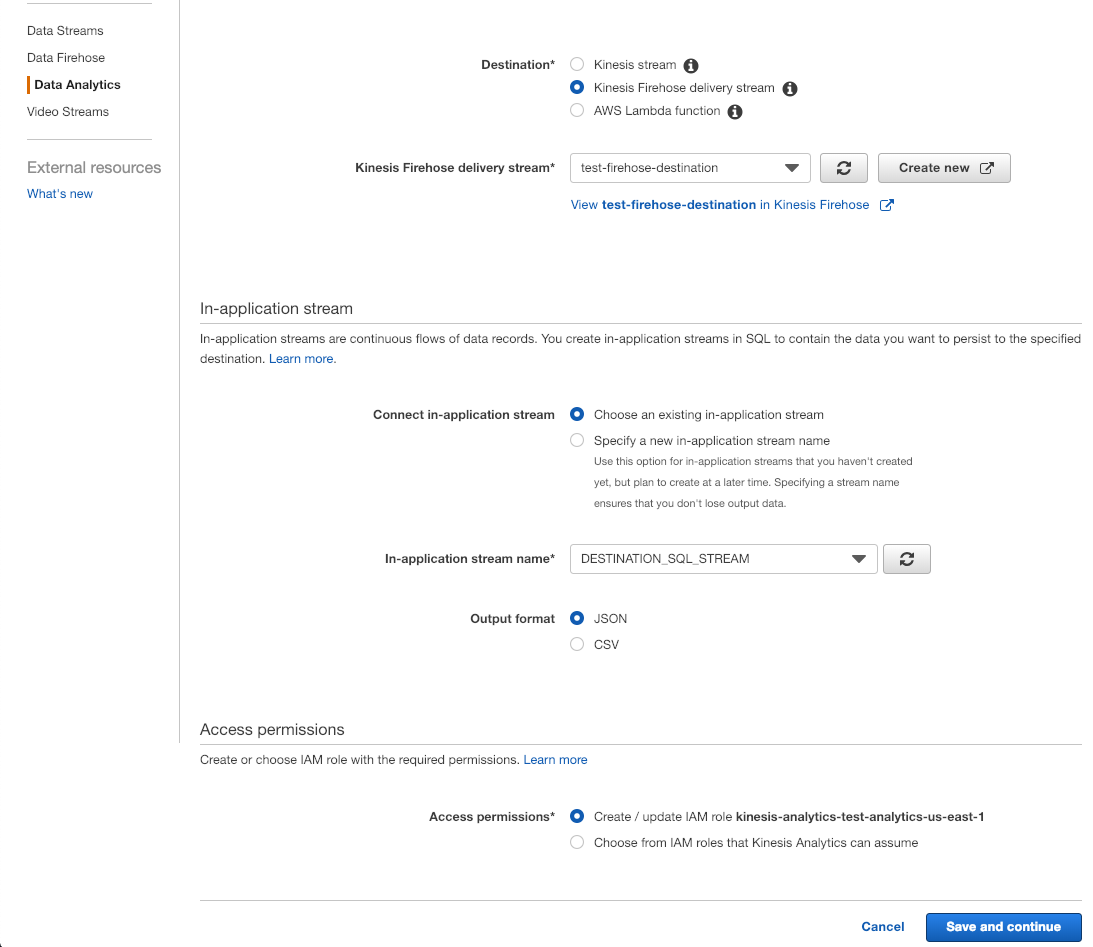 Data Streams
Data Firehose
Data Analytics
Video Streams
External resources
What's new
Destination*
Kinesis stream
Kinesis Firehose delivery stream
AWS Lambda function
Kinesis Firehose delivery stream*
test-firehose-destination
Create new
View test-firehose-destination in Kinesis Firehose
In-application stream
In-application streams are continuous flows of data records. You create in-application streams in SQL to contain the data you want to persist to the specified
destination. Learn more.
Connect in-application stream
Choose an existing in-application stream
Specify a new in-application stream name
Use this option for in-application streams that you haven't created
yet, but plan to create at a later time. Specifying a stream name
ensures that you don't lose output data.
In-application stream name*
DESTINATION_SQL_STREAM
Output format
JSON
CSV
Access permissions
Create or choose IAM role with the required permissions. Learn more
Access permissions*
Create / update IAM role kinesis-analytics-test-analytics-us-east-1
Choose from IAM roles that Kinesis Analytics can assume
Cancel
Save and continue